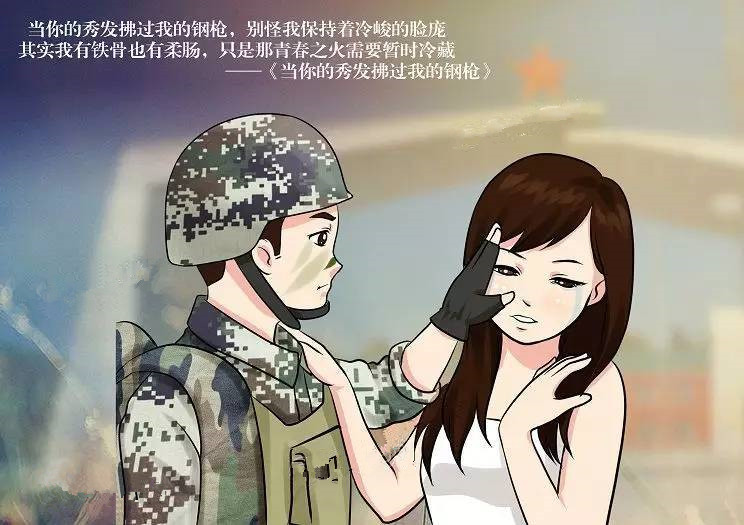 当你的秀发拂过我的钢枪，别怪我保持着冷峻的脸庞
其实我有铁骨也有柔肠，只是那青春之火需要暂时冷藏
——《当你的秀发拂过我的钢枪》